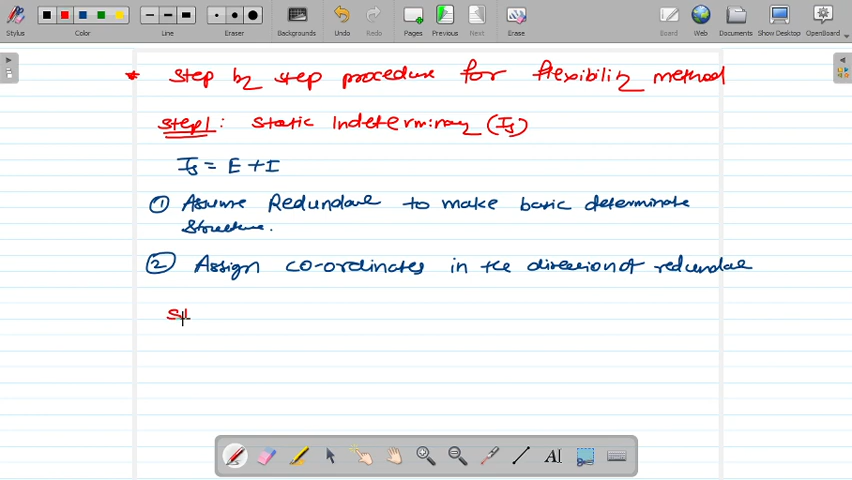 Stylus
Color
Line
Eraser
Backgrounds
Undo
Redo
Pages
Previous
Next
Erase
Board
Web
Documents
Show Desktop
OpenBoard
* step by step procedure for flexibility method
step1: static Indeterminacy (Is)
Is = E + I
① Assume Redundant to make basic determinate
structure.
② Assign co-ordinates in the direction of redundant
St